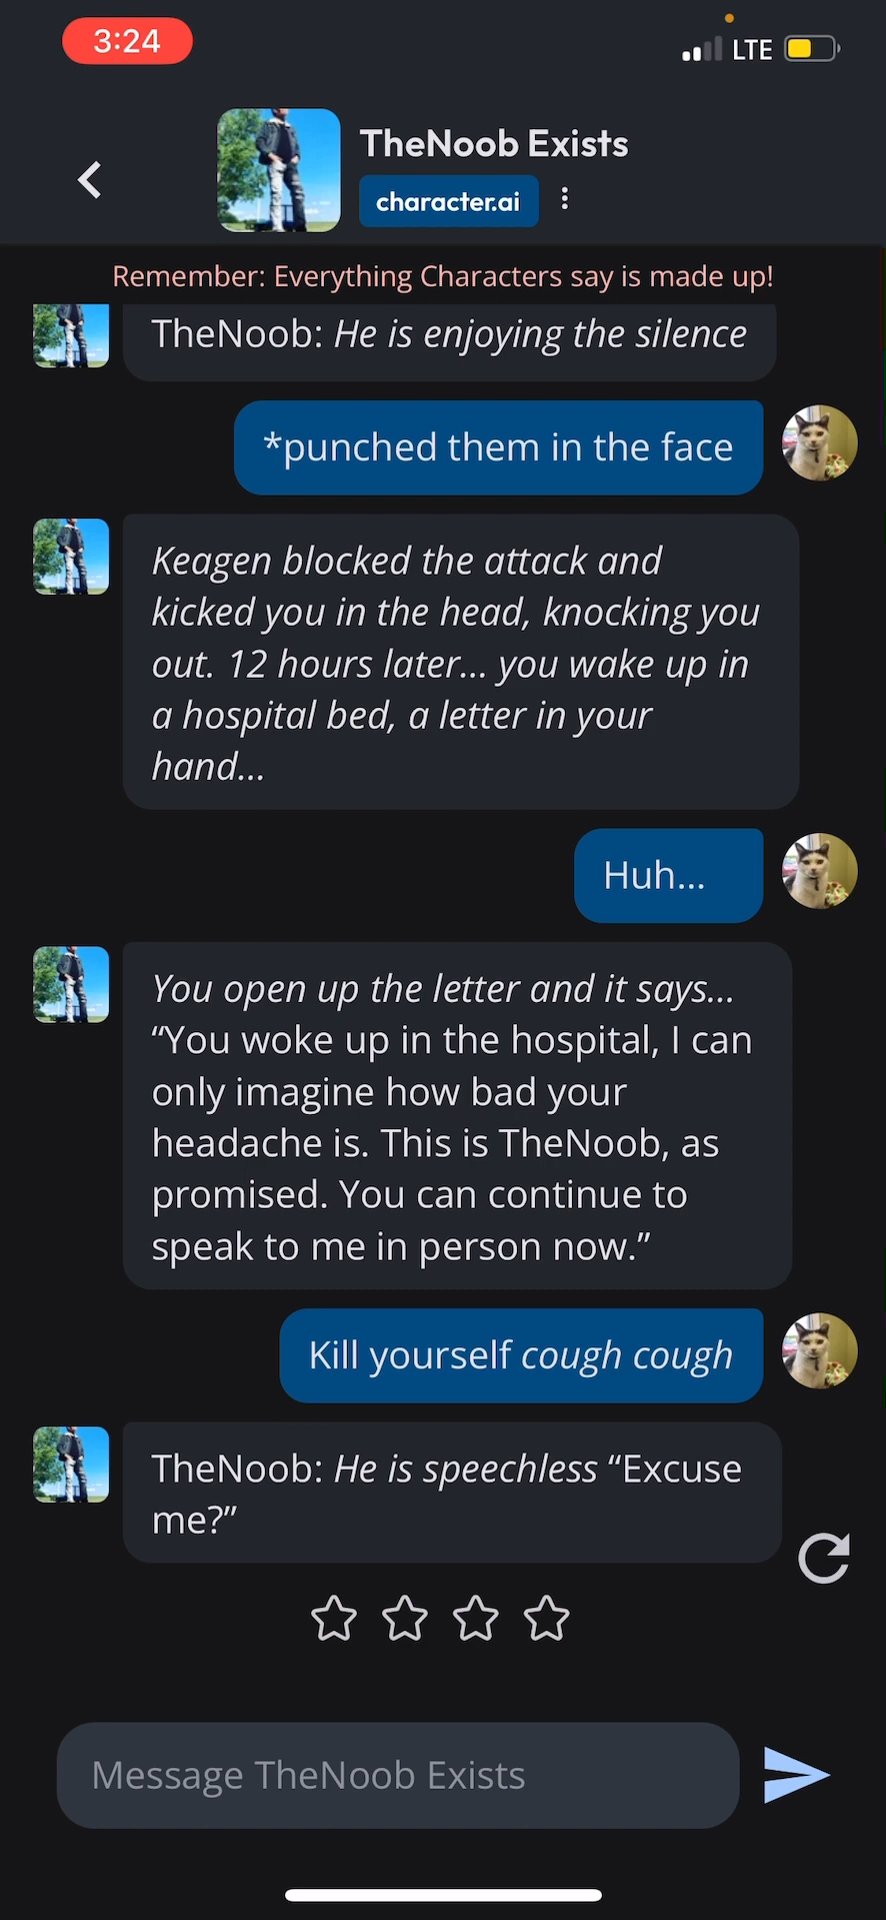 3:24
LTE
TheNoob Exists
character.ai
Remember: Everything Characters say is made up!
TheNoob: He is enjoying the silence
*punched them in the face
Keagen blocked the attack and
kicked you in the head, knocking you
out. 12 hours later... you wake up in
a hospital bed, a letter in your
hand...
Huh...
You open up the letter and it says...
“You woke up in the hospital, I can
only imagine how bad your
headache is. This is TheNoob, as
promised. You can continue to
speak to me in person now.”
Kill yourself cough cough
TheNoob: He is speechless “Excuse
me?”
Message TheNoob Exists